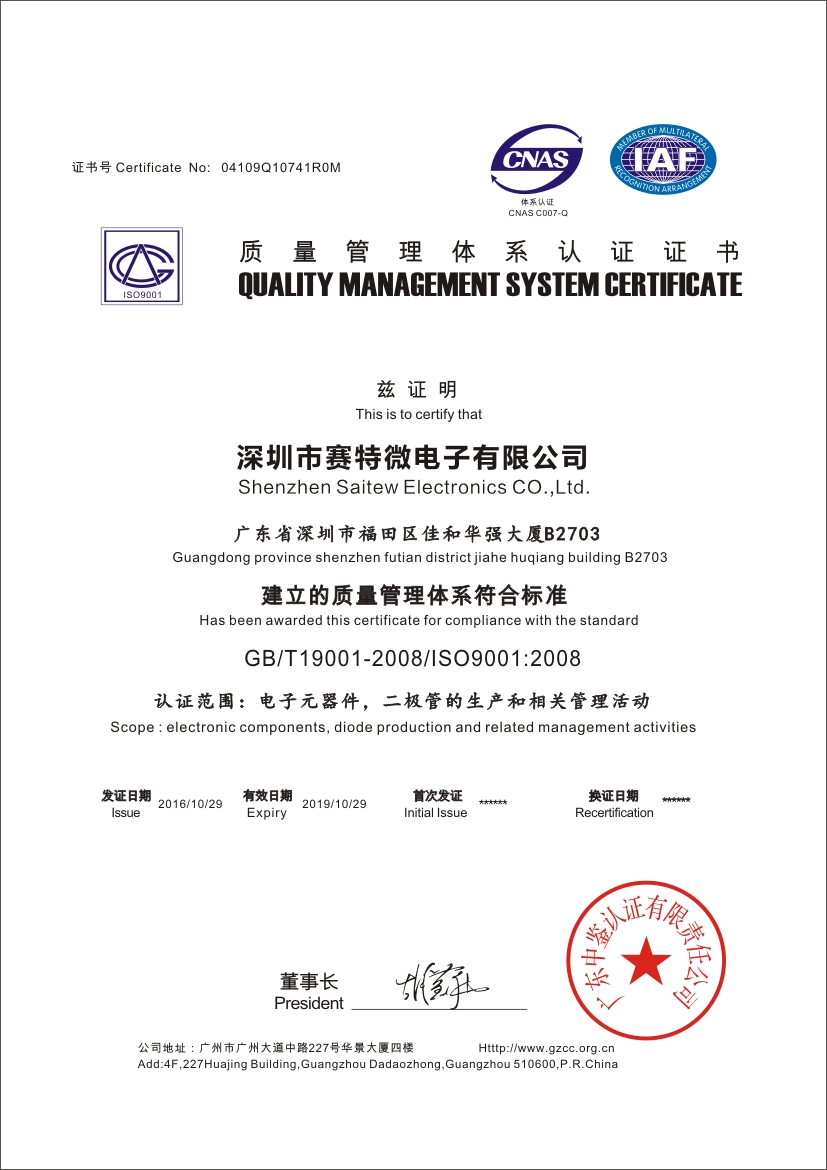 证书号 Certificate No: 04109Q10741R0M
CNAS
体系认证
CNAS C007-Q
MEMBER OF MULTILATERAL
IAF
RECOGNITION ARRANGEMENT
ISO9001
质量管理体系认证证书
QUALITY MANAGEMENT SYSTEM CERTIFICATE
兹证明
This is to certify that
深圳市赛特微电子有限公司
Shenzhen Saitew Electronics CO.,Ltd.
广东省深圳市福田区佳和华强大厦B2703
Guangdong province shenzhen futian district jiahe huqiang building B2703
建立的质量管理体系符合标准
Has been awarded this certificate for compliance with the standard
GB/T19001-2008/ISO9001:2008
认证范围：电子元器件，二极管的生产和相关管理活动
Scope : electronic components, diode production and related management activities
发证日期 2016/10/29 有效日期 2019/10/29 首次发证 ****** 换证日期 ******
Issue Expiry Initial Issue Recertification
广东中鉴认证有限责任公司
董事长
President
公司地址：广州市广州大道中路227号华景大厦四楼 Htttp://www.gzcc.org.cn
Add:4F,227Huajing Building,Guangzhou Dadaozhong,Guangzhou 510600,P.R.China